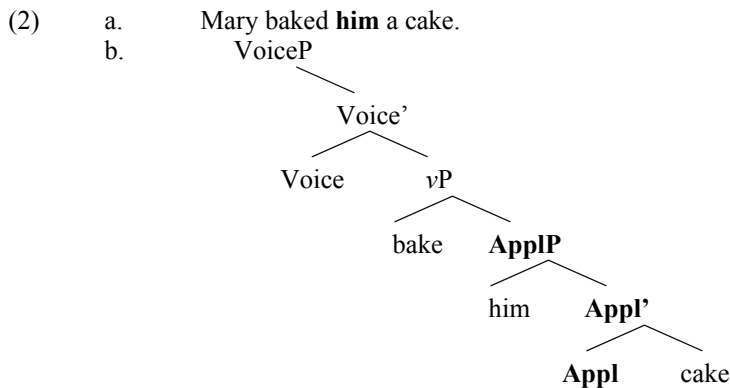 (2) a. Mary baked him a cake.
b. VoiceP
Voice’
Voice vP
bake ApplP
him Appl’
Appl cake